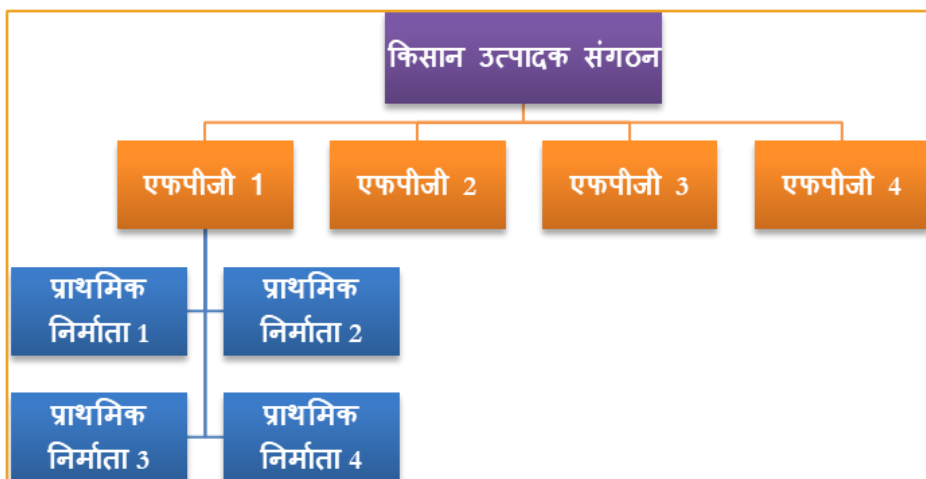 किसान उत्पादक संगठन
एफपीजी 1
एफपीजी 2
एफपीजी 3
एफपीजी 4
प्राथमिक
निर्माता 1
प्राथमिक
निर्माता 2
प्राथमिक
निर्माता 3
प्राथमिक
निर्माता 4